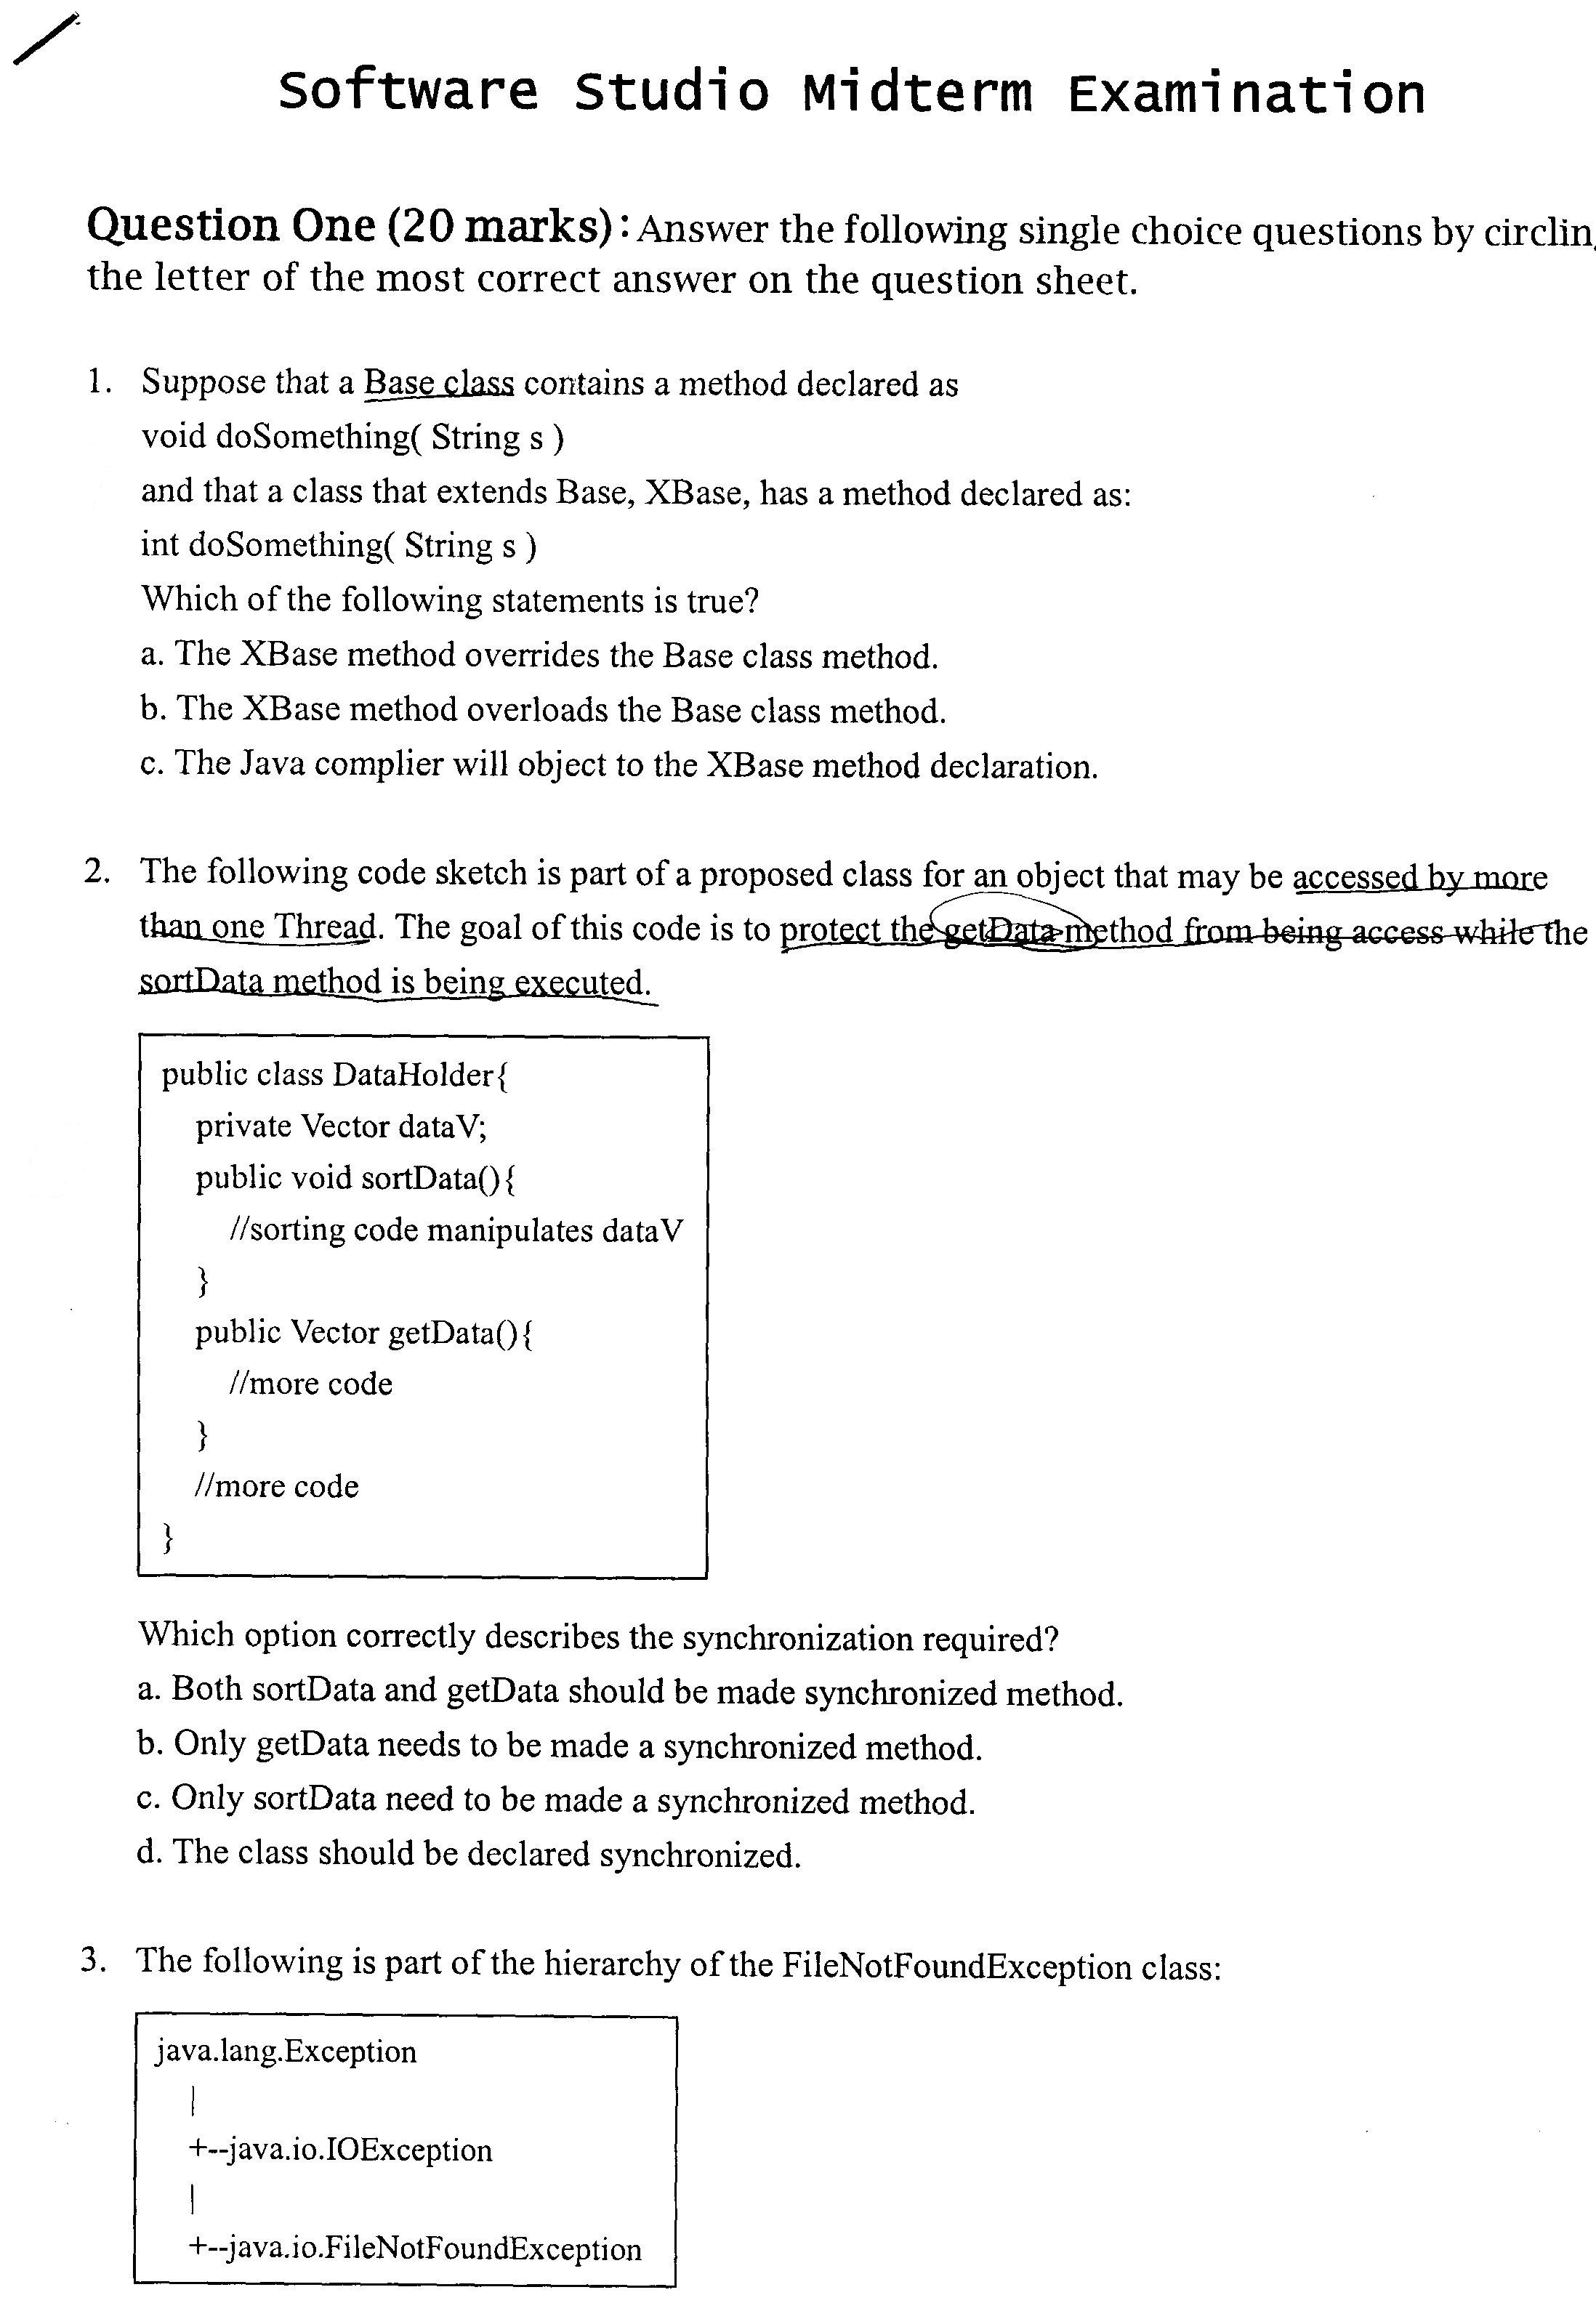 Software Studio Midterm Examination
Question One (20 marks): Answer the following single choice questions by circlin
the letter of the most correct answer on the question sheet.
1. Suppose that a Base class contains a method declared as
void doSomething( String s )
and that a class that extends Base, XBase, has a method declared as:
int doSomething( String s )
Which of the following statements is true?
a. The XBase method overrides the Base class method.
b. The XBase method overloads the Base class method.
c. The Java complier will object to the XBase method declaration.
2. The following code sketch is part of a proposed class for an object that may be accessed by more
than one Thread. The goal of this code is to protect the getData method from being access while the
sortData method is being executed.
public class DataHolder{
private Vector dataV;
public void sortData(){
//sorting code manipulates dataV
}
public Vector getData(){
//more code
}
//more code
}
Which option correctly describes the synchronization required?
a. Both sortData and getData should be made synchronized method.
b. Only getData needs to be made a synchronized method.
c. Only sortData need to be made a synchronized method.
d. The class should be declared synchronized.
3. The following is part of the hierarchy of the FileNotFoundException class:
java.lang.Exception
|
+--java.io.IOException
|
+--java.io.FileNotFoundException